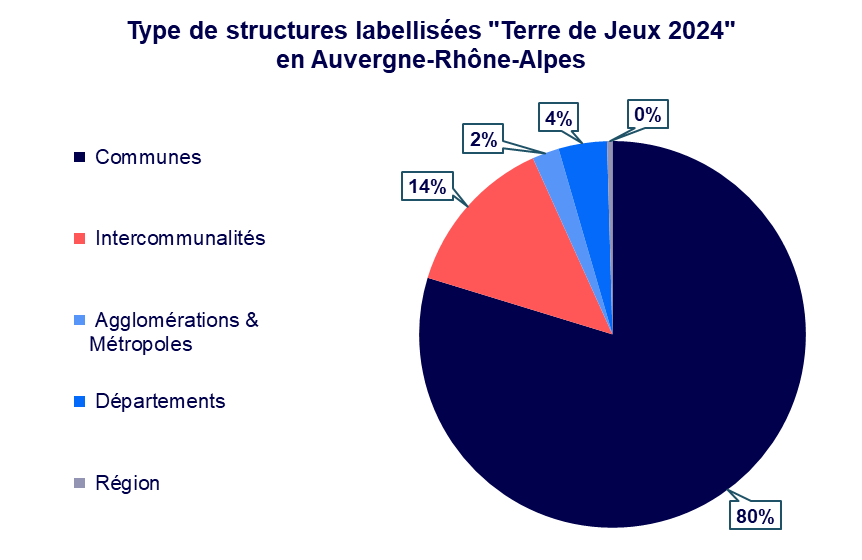 Type de structures labellisées "Terre de Jeux 2024"
en Auvergne-Rhône-Alpes
Communes
Intercommunalités
Agglomérations &
Métropoles
Départements
Région
14%
2%
4%
0%
80%